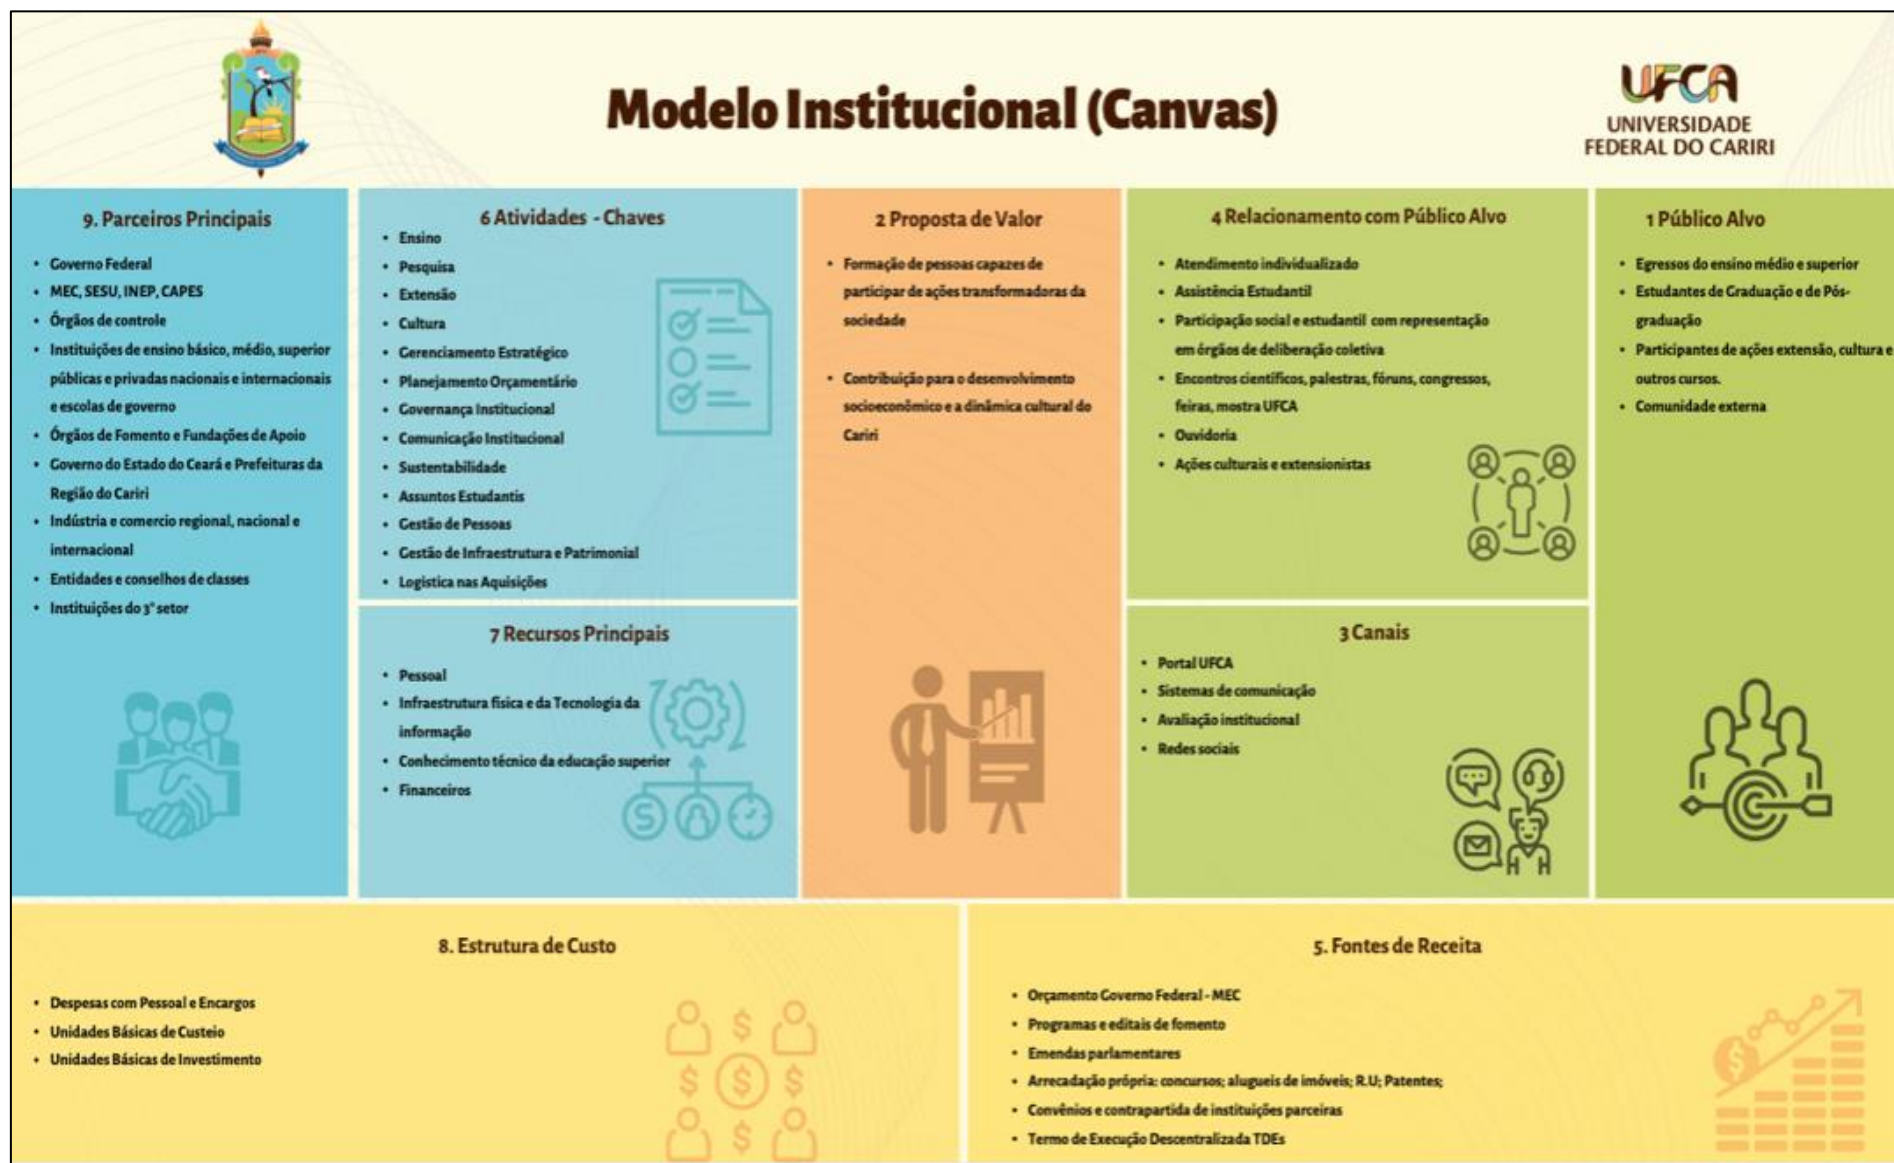 Modelo Institucional (Canvas)
UFCA
UNIVERSIDADE
FEDERAL DO CARIRI
9. Parceiros Principais
• Governo Federal
• MEC, SESU, INEP, CAPES
• Órgãos de controle
• Instituições de ensino básico, médio, superior
públicas e privadas nacionais e internacionais
e escolas de governo
• Órgãos de Fomento e Fundações de Apoio
• Governo do Estado do Ceará e Prefeituras da
Região do Cariri
• Indústria e comercio regional, nacional e
internacional
• Entidades e conselhos de classes
• Instituições do 3° setor
6 Atividades - Chaves
• Ensino
• Pesquisa
• Extensão
• Cultura
• Gerenciamento Estratégico
• Planejamento Orçamentário
• Governança Institucional
• Comunicação Institucional
• Sustentabilidade
• Assuntos Estudantis
• Gestão de Pessoas
• Gestão de Infraestrutura e Patrimonial
• Logistica nas Aquisições
7 Recursos Principais
• Pessoal
• Infraestrutura física e da Tecnologia da
informação
• Conhecimento técnico da educação superior
• Financeiros
2 Proposta de Valor
• Formação de pessoas capazes de
participar de ações transformadoras da
sociedade
• Contribuição para o desenvolvimento
socioeconômico e a dinâmica cultural do
Cariri
4 Relacionamento com Público Alvo
• Atendimento individualizado
• Assistência Estudantil
• Participação social e estudantil com representação
em órgãos de deliberação coletiva
• Encontros científicos, palestras, fóruns, congressos,
feiras, mostra UFCA
• Ouvidoria
• Ações culturais e extensionistas
3 Canais
• Portal UFCA
• Sistemas de comunicação
• Avaliação institucional
• Redes sociais
1 Público Alvo
• Egressos do ensino médio e superior
• Estudantes de Graduação e de Pós-
graduação
• Participantes de ações extensão, cultura e
outros cursos.
• Comunidade externa
8. Estrutura de Custo
• Despesas com Pessoal e Encargos
• Unidades Básicas de Custeio
• Unidades Básicas de Investimento
5. Fontes de Receita
• Orçamento Governo Federal - MEC
• Programas e editais de fomento
• Emendas parlamentares
• Arrecadação própria: concursos; alugueis de imóveis; R.U; Patentes;
• Convênios e contrapartida de instituições parceiras
• Termo de Execução Descentralizada TDEs